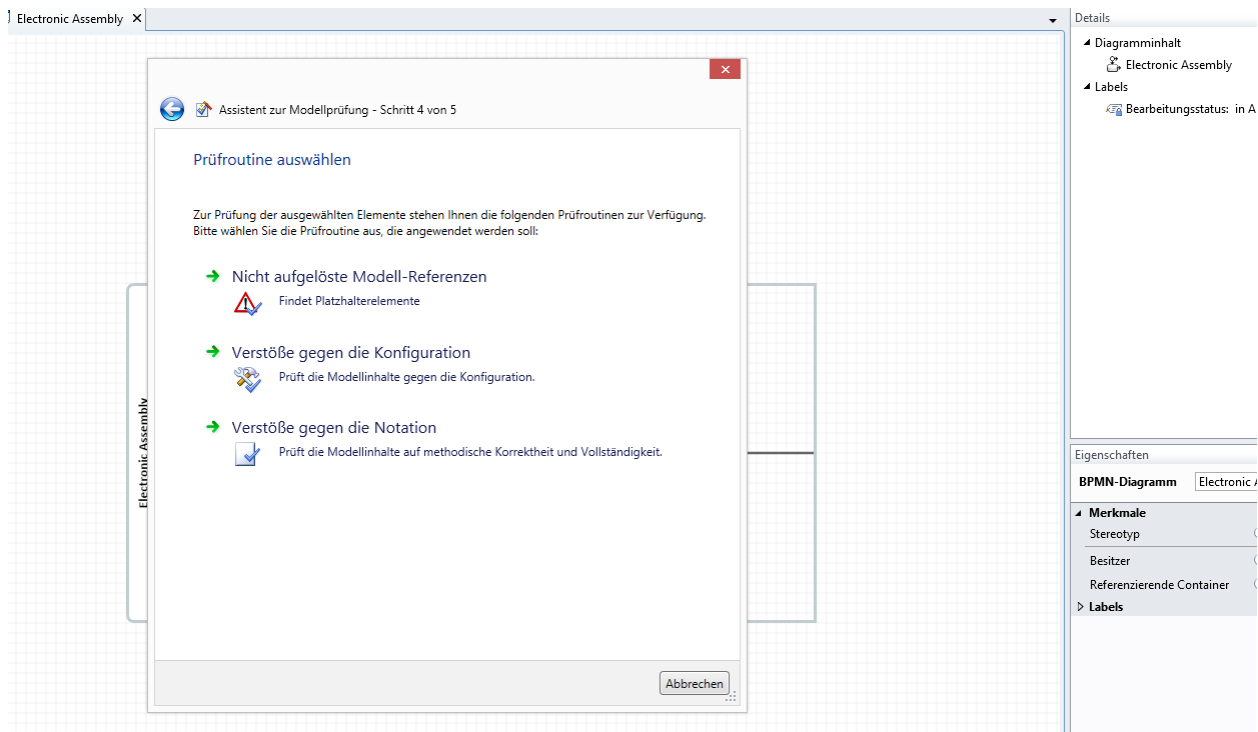 Electronic Assembly
Details
Diagramminhalt
Electronic Assembly
Labels
Bearbeitungsstatus: in A
Assistent zur Modellprüfung - Schritt 4 von 5
Prüfroutine auswählen
Zur Prüfung der ausgewählten Elemente stehen Ihnen die folgenden Prüfroutinen zur Verfügung.
Bitte wählen Sie die Prüfroutine aus, die angewendet werden soll:
Nicht aufgelöste Modell-Referenzen
Findet Platzhalterelemente
Verstöße gegen die Konfiguration
Prüft die Modellinhalte gegen die Konfiguration.
Verstöße gegen die Notation
Prüft die Modellinhalte auf methodische Korrektheit und Vollständigkeit.
Abbrechen
Electronic Assembly
Eigenschaften
BPMN-Diagramm Electronic A
Merkmale
Stereotyp
Besitzer
Referenzierende Container
Labels